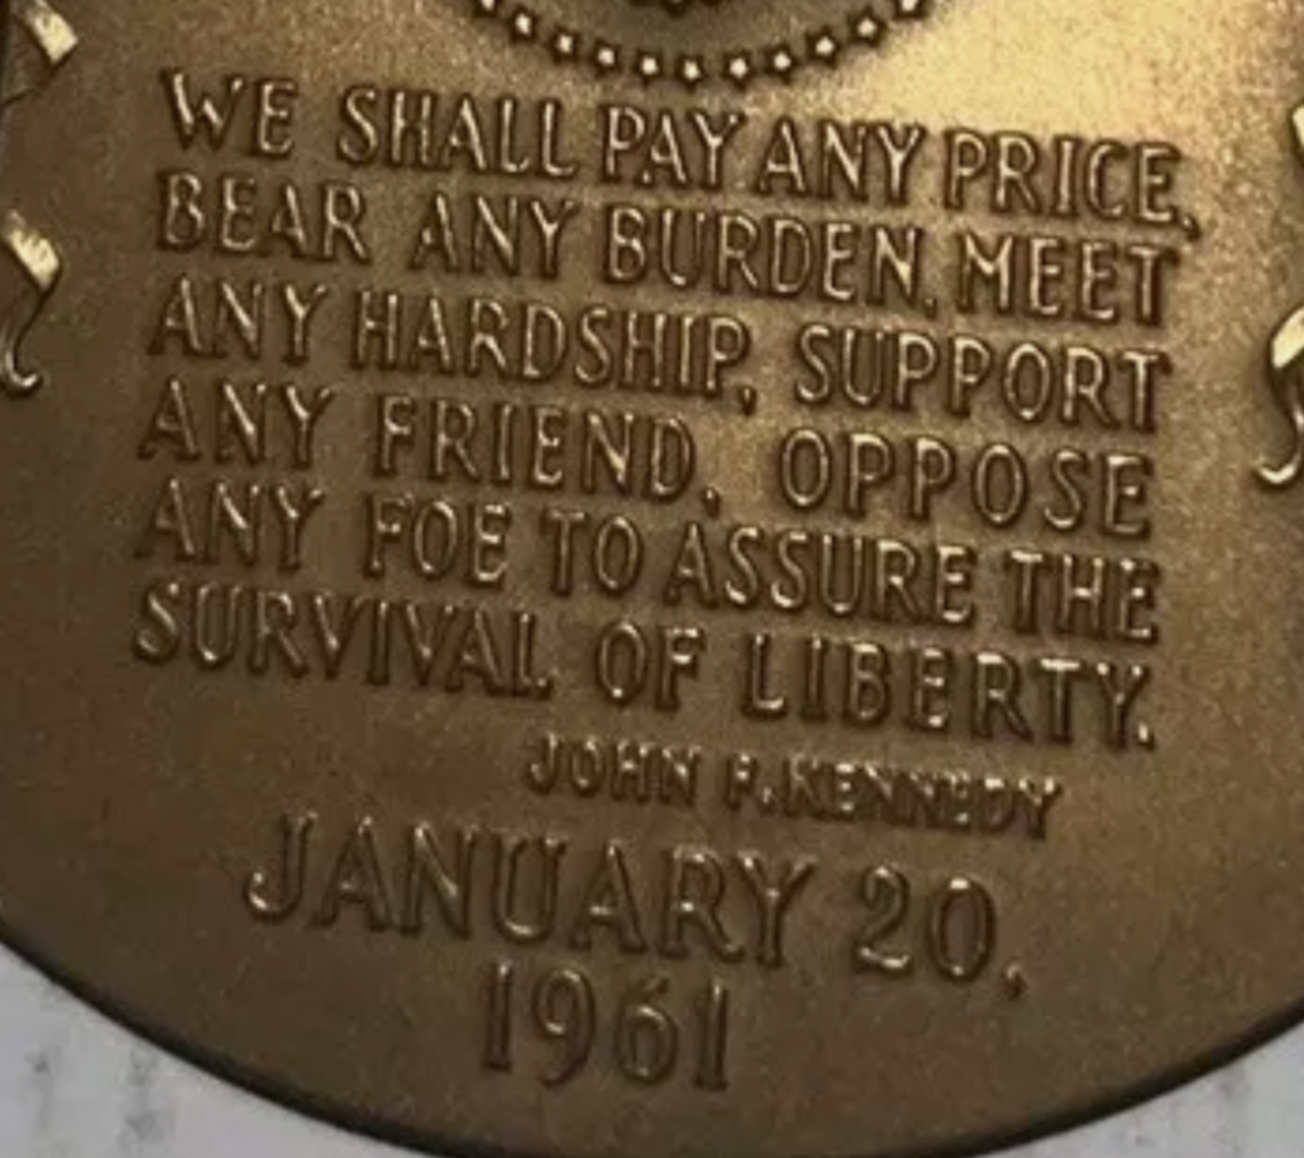 WE SHALL PAY ANY PRICE,
BEAR ANY BURDEN, MEET
ANY HARDSHIP, SUPPORT
ANY FRIEND, OPPOSE
ANY FOE TO ASSURE THE
SURVIVAL OF LIBERTY.
JOHN F. KENNEDY
JANUARY 20,
1961